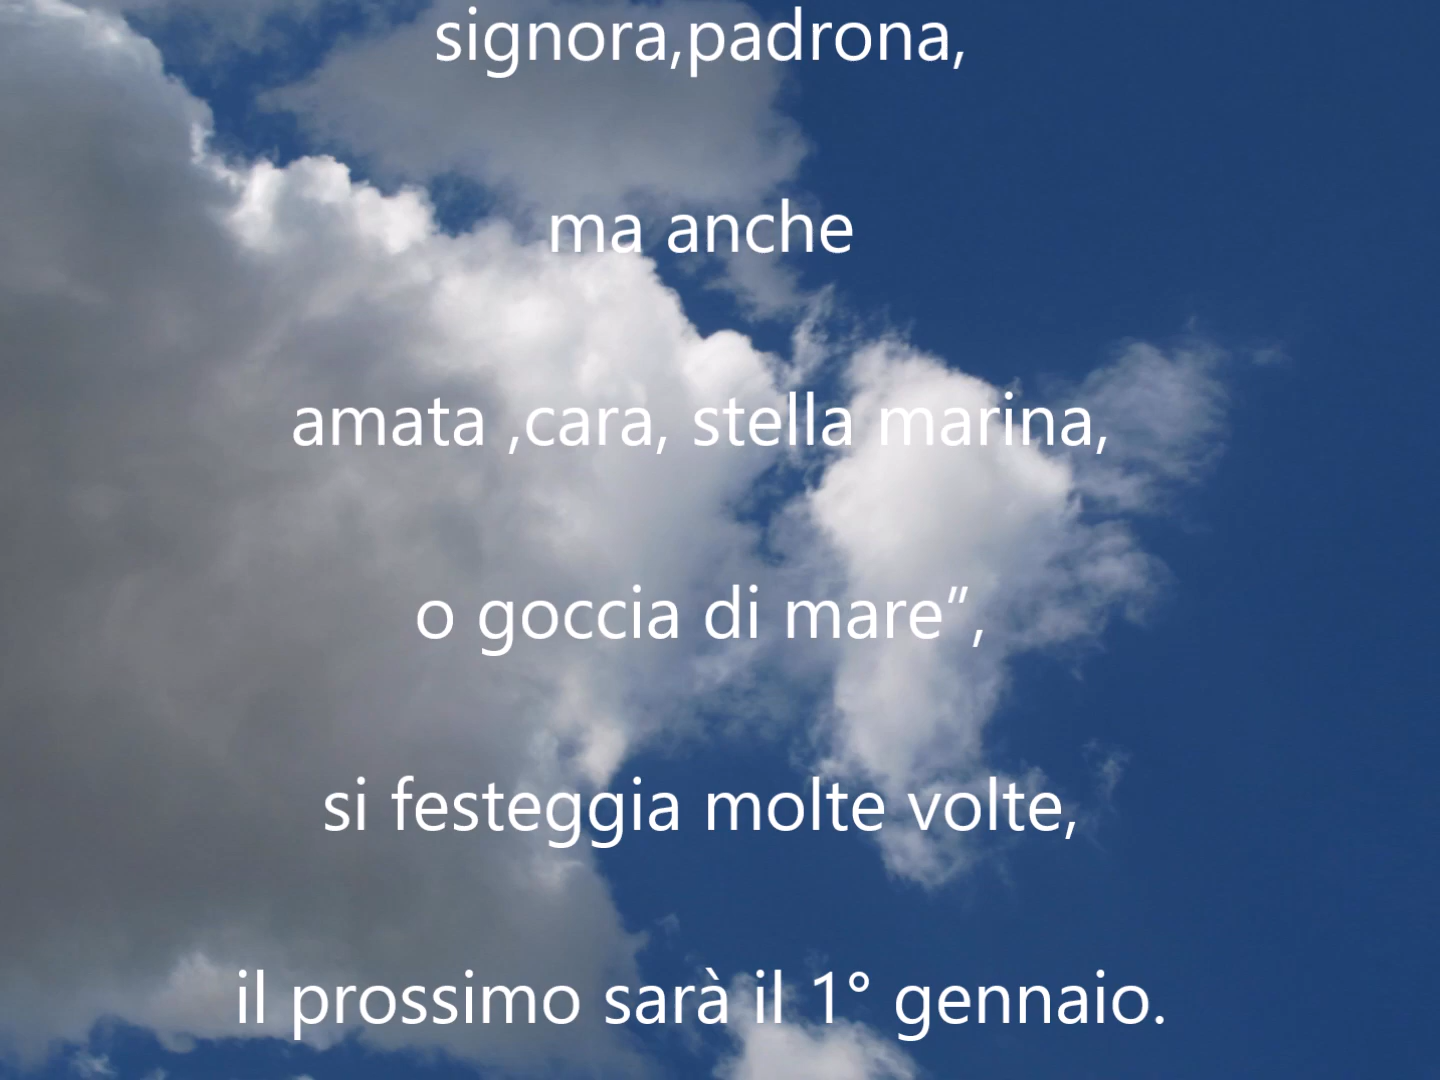 signora,padrona,
ma anche
amata ,cara, stella marina,
o goccia di mare”,
si festeggia molte volte,
il prossimo sarà il 1° gennaio.